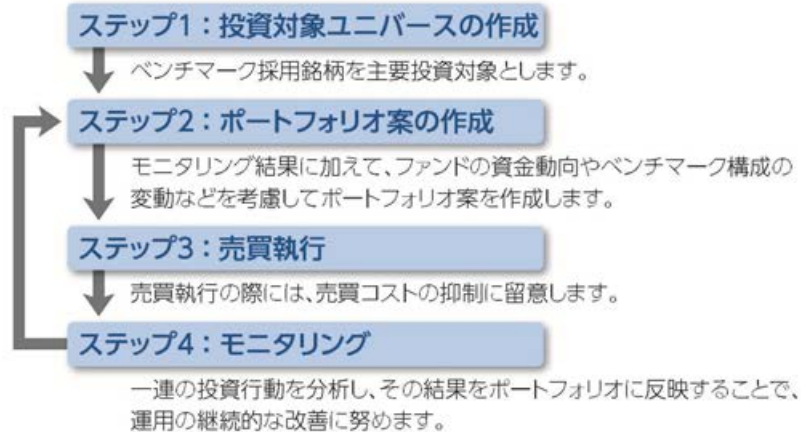 ステップ1：投資対象ユニバースの作成
ベンチマーク採用銘柄を主要投資対象とします。
ステップ2：ポートフォリオ案の作成
モニタリング結果に加えて、ファンドの資金動向やベンチマーク構成の
変動などを考慮してポートフォリオ案を作成します。
ステップ3：売買執行
売買執行の際には、売買コストの抑制に留意します。
ステップ4：モニタリング
一連の投資行動を分析し、その結果をポートフォリオに反映することで、
運用の継続的な改善に努めます。